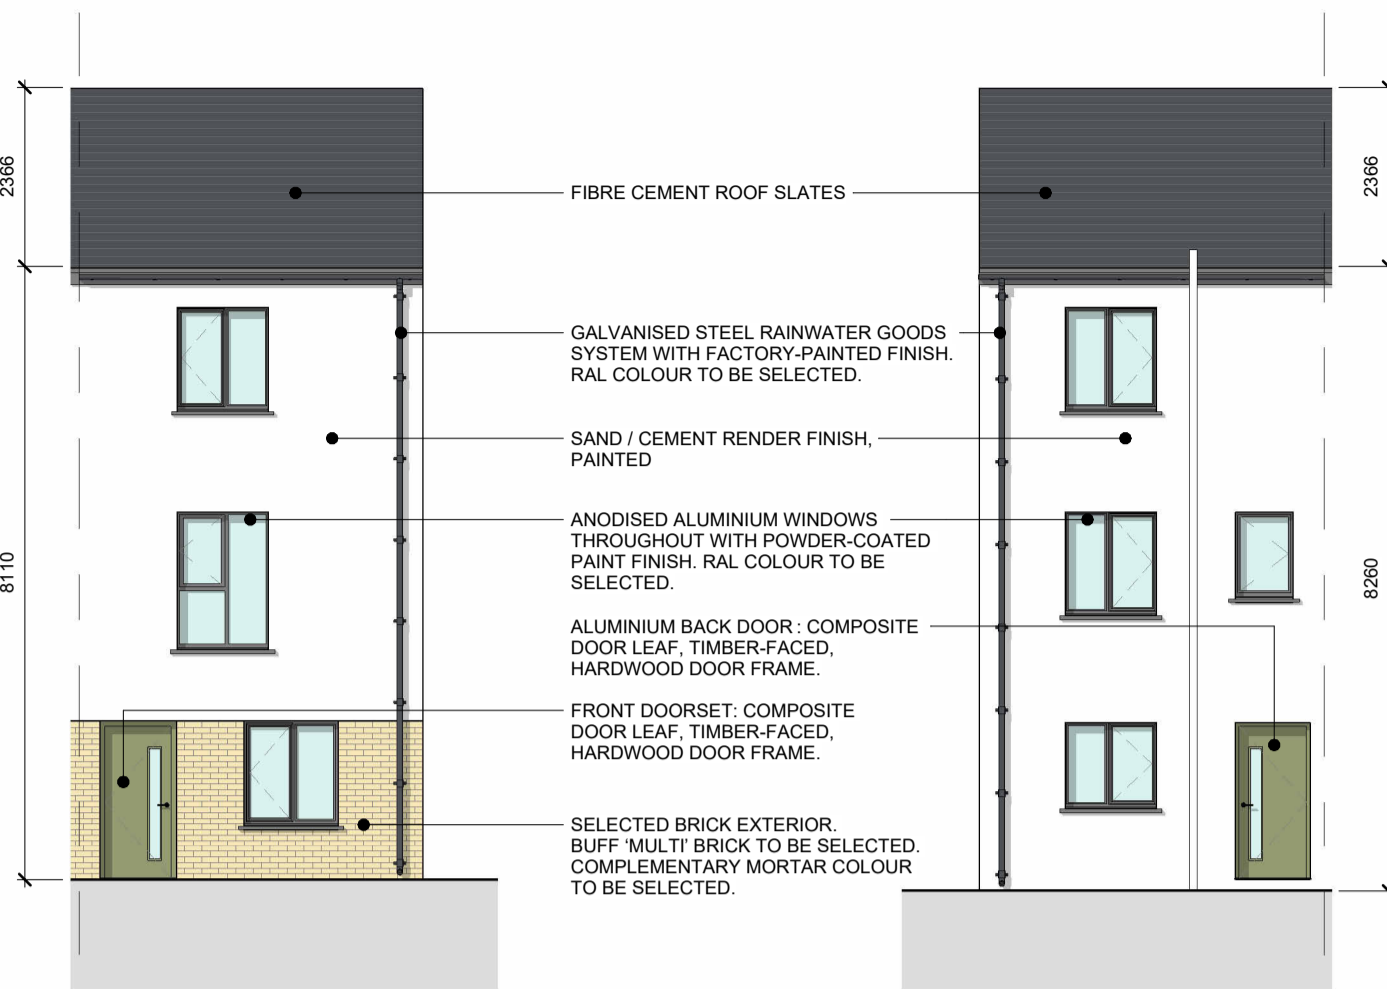 2366
8110
FIBRE CEMENT ROOF SLATES
GALVANISED STEEL RAINWATER GOODS
SYSTEM WITH FACTORY-PAINTED FINISH.
RAL COLOUR TO BE SELECTED.
SAND / CEMENT RENDER FINISH,
PAINTED
ANODISED ALUMINIUM WINDOWS
THROUGHOUT WITH POWDER-COATED
PAINT FINISH. RAL COLOUR TO BE
SELECTED.
ALUMINIUM BACK DOOR : COMPOSITE
DOOR LEAF, TIMBER-FACED,
HARDWOOD DOOR FRAME.
FRONT DOORSET: COMPOSITE
DOOR LEAF, TIMBER-FACED,
HARDWOOD DOOR FRAME.
SELECTED BRICK EXTERIOR.
BUFF ‘MULTI’ BRICK TO BE SELECTED.
COMPLEMENTARY MORTAR COLOUR
TO BE SELECTED.
2366
8260